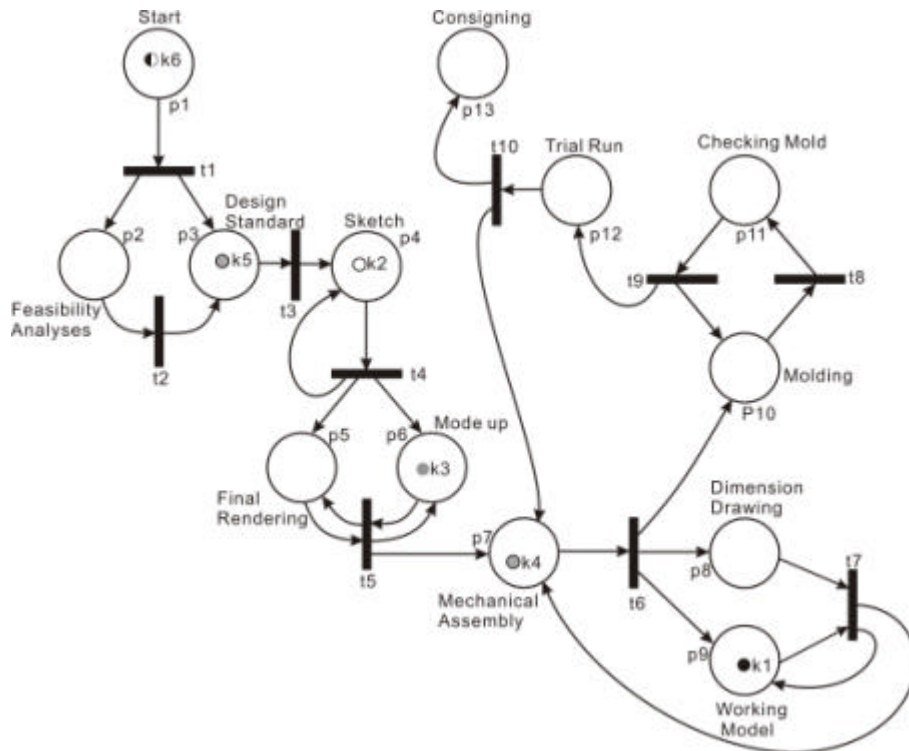 Start
k6
p1
t1
p2
p3
Design
Standard
k5
Feasibility
Analyses
t2
t3
Sketch
p4
k2
t4
p5
p6
Mode up
k3
Final
Rendering
t5
p7
k4
Mechanical
Assembly
Consigning
p13
t10
Trial Run
p12
Checking Mold
p11
t9
t8
Molding
P10
Dimension
Drawing
p8
t6
t7
p9
k1
Working
Model